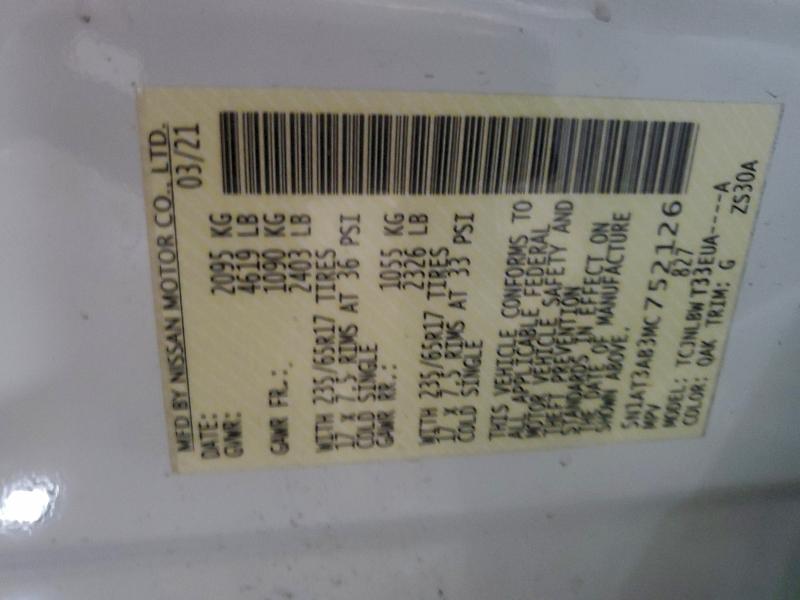 MFD BY NISSAN MOTOR CO., LTD.
DATE: 03/21
GVWR: 2095 KG
4619 LB
GAWR FR.: 1090 KG
2403 LB
WITH 235/65R17 TIRES
17 X 7.5 RIMS AT 36 PSI
COLD SINGLE
GAWR RR.: 1055 KG
2326 LB
WITH 235/65R17 TIRES
17 X 7.5 RIMS AT 33 PSI
COLD SINGLE
THIS VEHICLE CONFORMS TO
ALL APPLICABLE FEDERAL
MOTOR VEHICLE SAFETY AND
THEFT PREVENTION
STANDARDS IN EFFECT ON
THE DATE OF MANUFACTURE
SHOWN ABOVE.
5N1AT3AB3MC752126
MPV 827
MODEL: TCJNLBWT33EUA----A
COLOR: QAK TRIM: G ZS30A